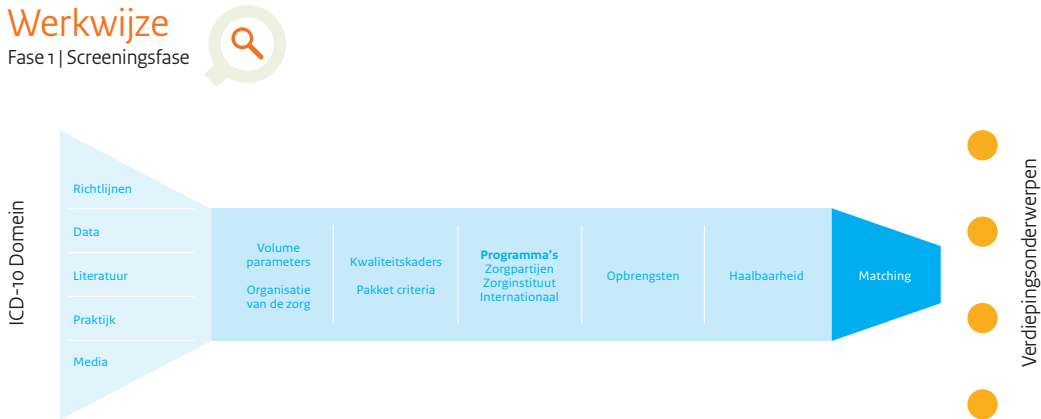 Werkwijze
Fase 1 | Screeningsfase
ICD-10 Domein
Richtlijnen
Data
Literatuur
Praktijk
Media
Volume
parameters
Organisatie
van de zorg
Kwaliteitskaders
Pakket criteria
Programma's
Zorgpartijen
Zorginstituut
Internationaal
Opbrengsten
Haalbaarheid
Matching
Verdiepingsonderwerpen